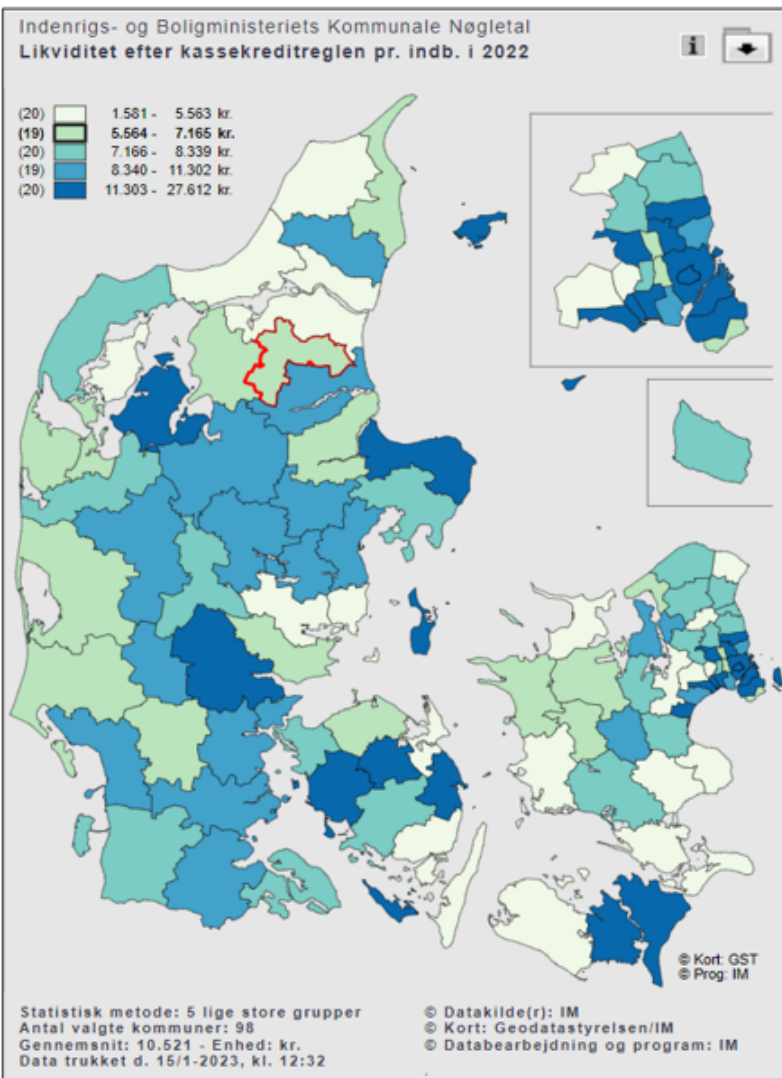 Indenrigs- og Boligministeriets Kommunale Nøgletal
Likviditet efter kassekreditreglen pr. indb. i 2022
i
(20) 1.581 - 5.563 kr.
(19) 5.564 - 7.165 kr.
(20) 7.166 - 8.339 kr.
(19) 8.340 - 11.302 kr.
(20) 11.303 - 27.612 kr.
© Kort: GST
© Prog: IM
Statistisk metode: 5 lige store grupper
Antal valgte kommuner: 98
Gennemsnit: 10.521 - Enhed: kr.
Data trukket d. 15/1-2023, kl. 12:32
© Datakilde(r): IM
© Kort: Geodatastyrelsen/IM
© Databearbejdning og program: IM